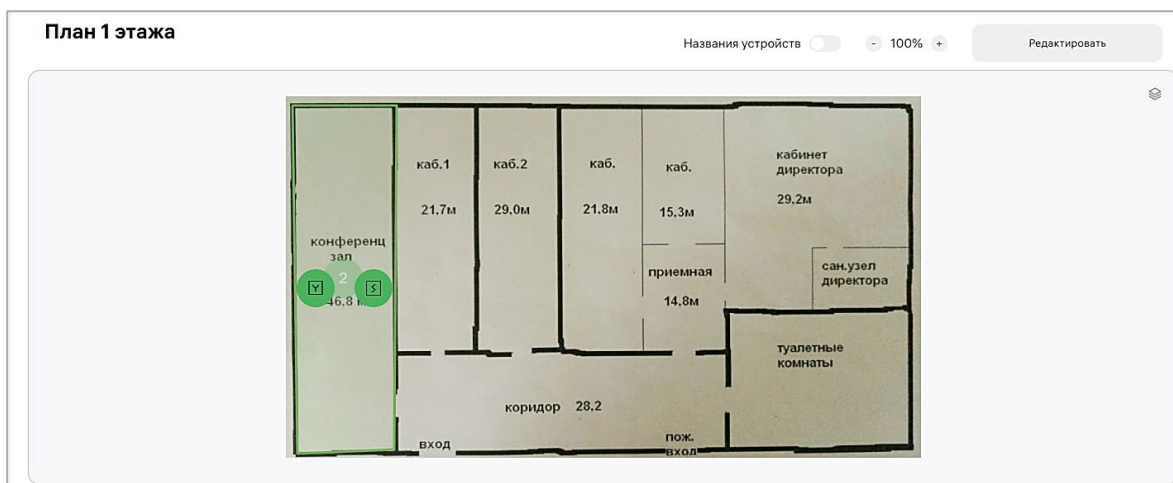 План 1 этажа
Названия устройств
- 100% +
Редактировать
каб.1
21,7м
каб.2
29,0м
каб.
21,8м
каб.
15,3м
кабинет
директора
29,2м
конференц
зал
2
46,8
приемная
14,8м
сан.узел
директора
туалетные
комнаты
коридор 28,2
вход
пож.
вход